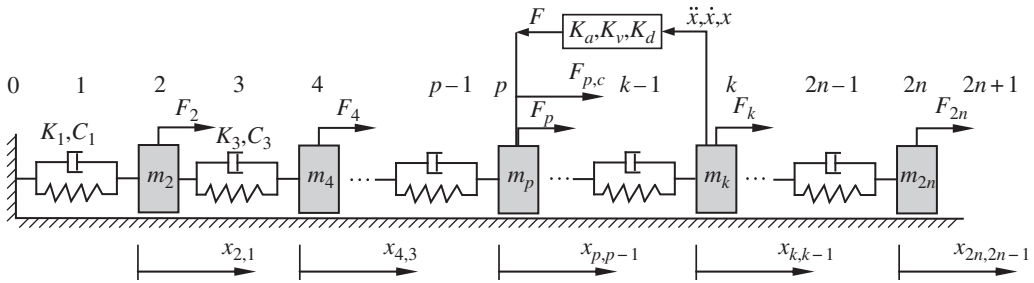 F K_a,K_v,K_d ẍ,ẋ,x
0 1 2 3 4 p−1 p F_{p,c} k−1 k 2n−1 2n 2n+1
K_1,C_1 F_2 K_3,C_3 F_4 F_p F_k F_{2n}
m_2 m_4 ... m_p ... m_k ... m_{2n}
x_{2,1} x_{4,3} x_{p,p−1} x_{k,k−1} x_{2n,2n−1}